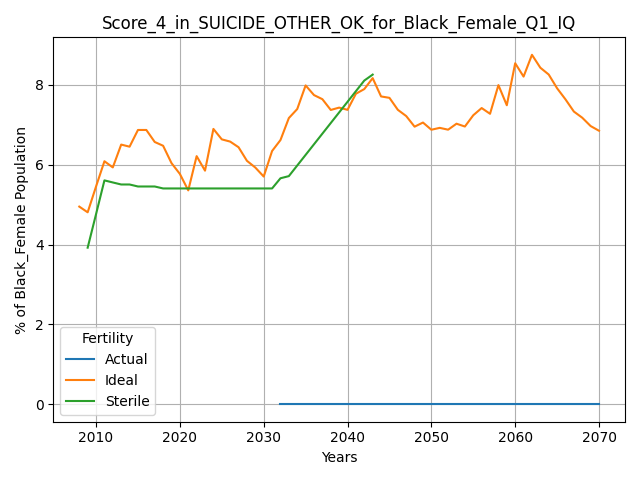 Score_4_in_SUICIDE_OTHER_OK_for_Black_Female_Q1_IQ
% of Black_Female Population
8
6
4
2
0
Fertility
Actual
Ideal
Sterile
2010 2020 2030 2040 2050 2060 2070
Years